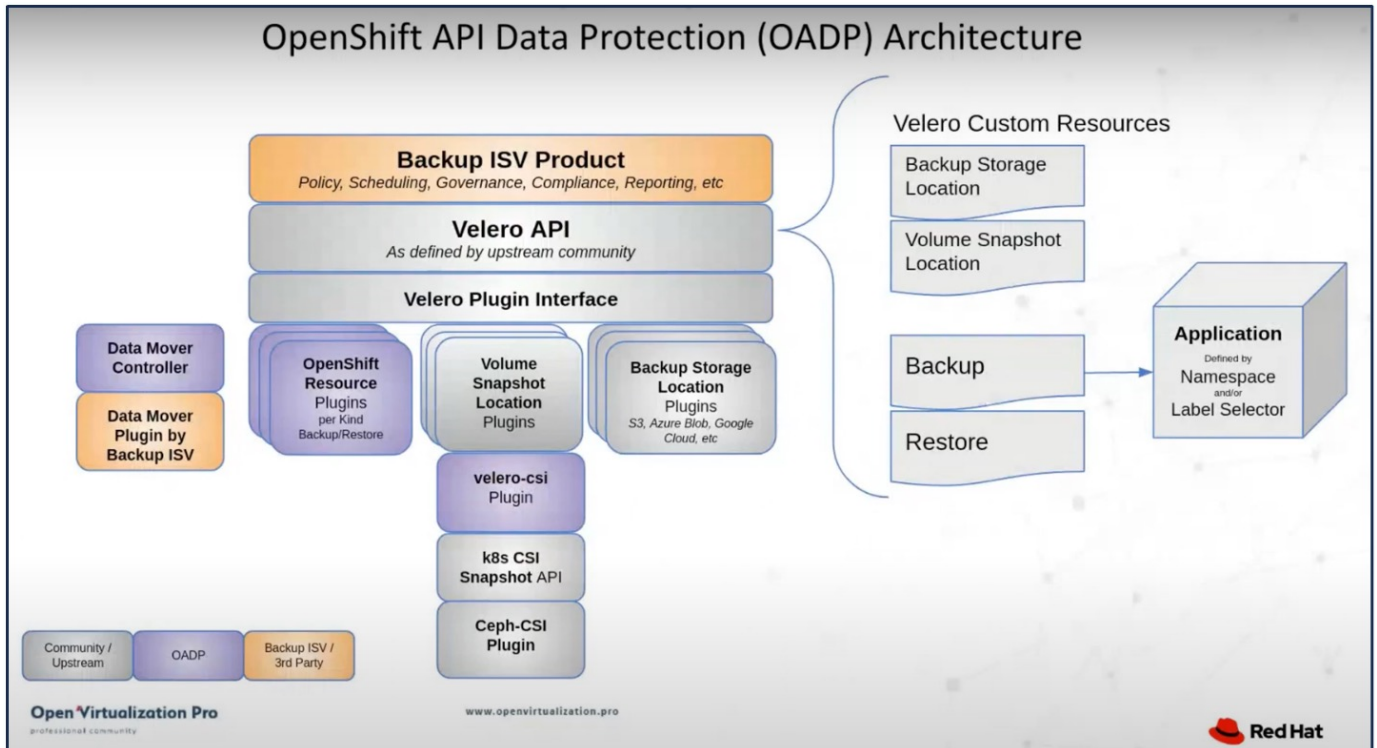 OpenShift API Data Protection (OADP) Architecture
Backup ISV Product
Policy, Scheduling, Governance, Compliance, Reporting, etc
Velero API
As defined by upstream community
Velero Plugin Interface
Data Mover
Controller
Data Mover
Plugin by
Backup ISV
OpenShift
Resource
Plugins
per Kind
Backup/Restore
Volume
Snapshot
Location
Plugins
Backup Storage
Location
Plugins
S3, Azure Blob, Google
Cloud, etc
velero-csi
Plugin
k8s CSI
Snapshot API
Ceph-CSI
Plugin
Velero Custom Resources
Backup Storage
Location
Volume Snapshot
Location
Backup
Restore
Application
Defined by
Namespace
and/or
Label Selector
Community /
Upstream
OADP
Backup ISV /
3rd Party
Open Virtualization Pro
professional community
www.openvirtualization.pro
Red Hat